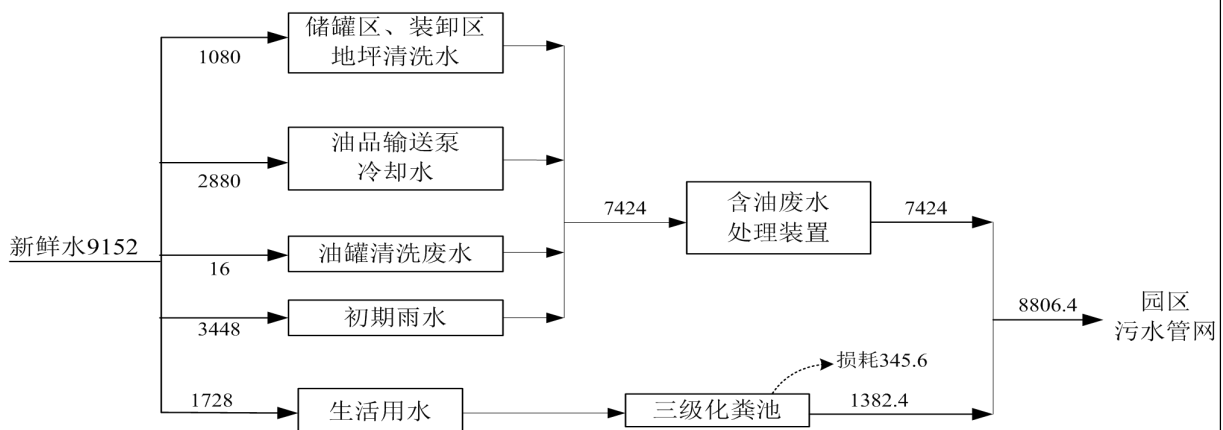 储罐区、装卸区
地坪清洗水
1080
油品输送泵
冷却水
2880
7424
含油废水
处理装置
7424
新鲜水9152
油罐清洗废水
16
初期雨水
3448
8806.4
园区
污水管网
损耗345.6
1728
生活用水
三级化粪池
1382.4